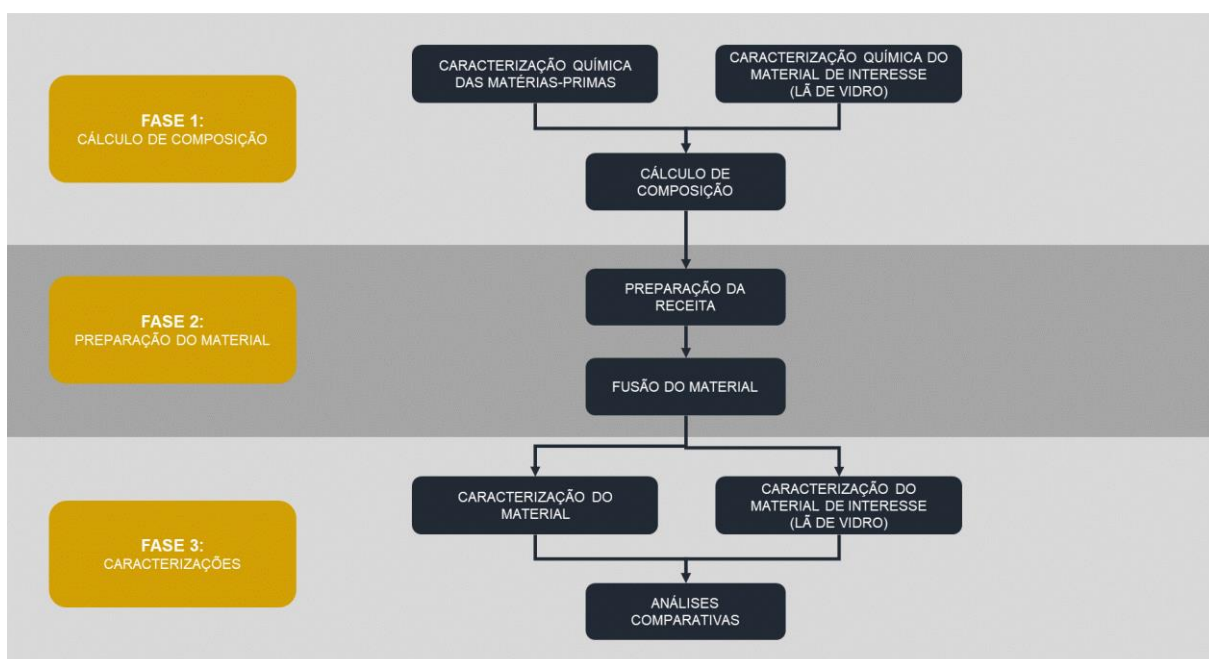 CARACTERIZAÇÃO QUÍMICA
DAS MATÉRIAS-PRIMAS
CARACTERIZAÇÃO QUÍMICA DO
MATERIAL DE INTERESSE
(LÃ DE VIDRO)
FASE 1:
CÁLCULO DE COMPOSIÇÃO
CÁLCULO DE
COMPOSIÇÃO
FASE 2:
PREPARAÇÃO DO MATERIAL
PREPARAÇÃO DA
RECEITA
FUSÃO DO MATERIAL
CARACTERIZAÇÃO DO
MATERIAL
CARACTERIZAÇÃO DO
MATERIAL DE INTERESSE
(LÃ DE VIDRO)
FASE 3:
CARACTERIZAÇÕES
ANÁLISES
COMPARATIVAS